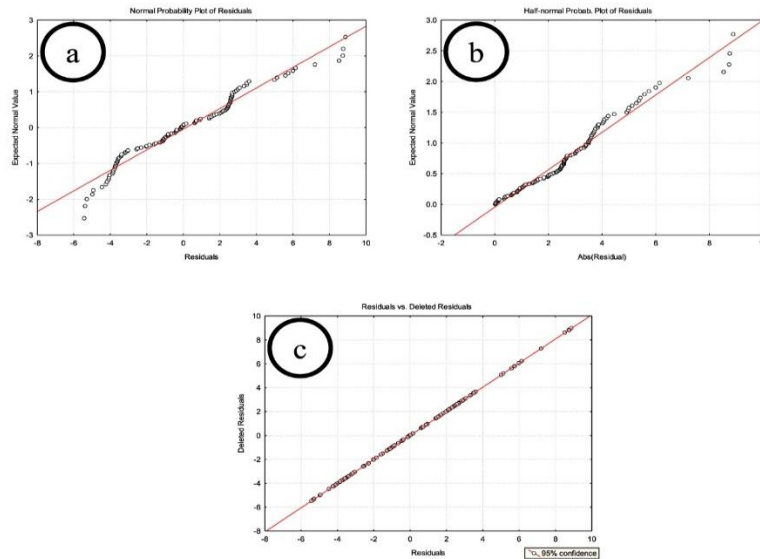 Normal Probability Plot of Residuals
a
Expected Normal Value
3
2
1
0
-1
-2
-3
-8 -6 -4 -2 0 2 4 6 8 10
Residuals
Half-normal Probab. Plot of Residuals
b
Expected Normal Value
3.0
2.5
2.0
1.5
1.0
0.5
0.0
-0.5
-2 0 2 4 6 8 10
Abs(Residual)
Residuals vs. Deleted Residuals
c
Deleted Residuals
10
8
6
4
2
0
-2
-4
-6
-8
-8 -6 -4 -2 0 2 4 6 8 10
Residuals
95% confidence